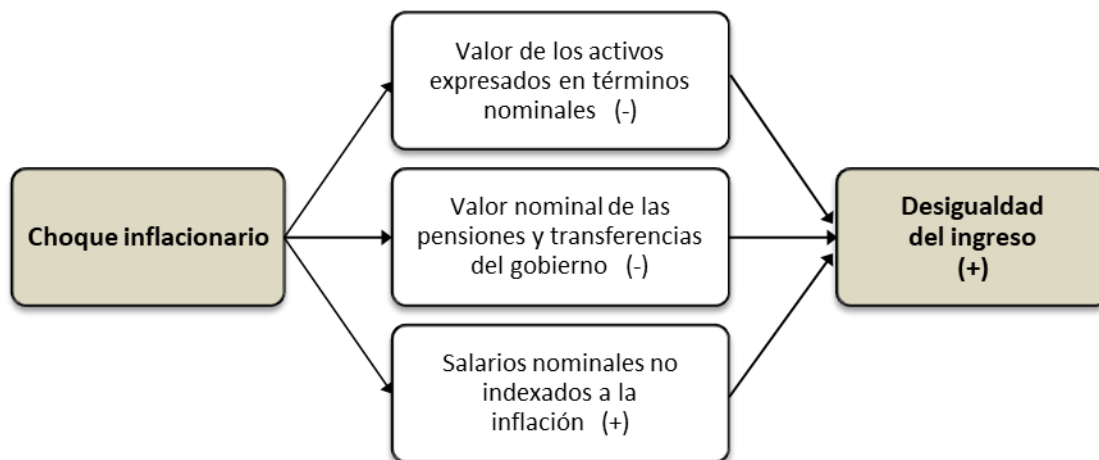 Valor de los activos
expresados en términos
nominales (-)
Choque inflacionario
Valor nominal de las
pensiones y transferencias
del gobierno (-)
Desigualdad
del ingreso
(+)
Salarios nominales no
indexados a la
inflación (+)